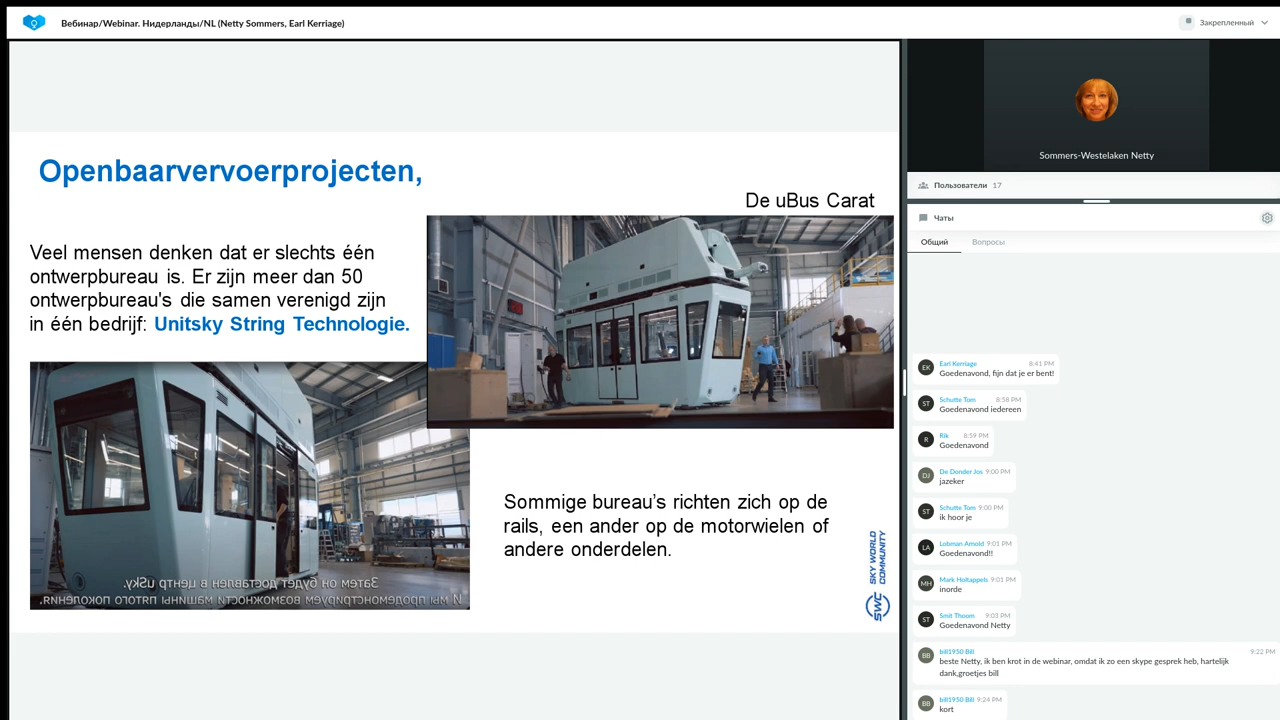 Вебинар/Webinar. Нидерланды/NL (Netty Sommers, Earl Kerriage)
Закрепленный
Openbaarvervoerprojecten,
De uBus Carat
Veel mensen denken dat er slechts één
ontwerpbureau is. Er zijn meer dan 50
ontwerpbureau's die samen verenigd zijn
in één bedrijf: Unitsky String Technologie.
Затем он будет доставлен в центр uSky,
И мы продемонстрируем возможности машины пятого поколения.
Sommige bureau's richten zich op de
rails, een ander op de motorwielen of
andere onderdelen.
SKY WORLD
COMMUNITY
SWC
Sommers-Westelaken Netty
Пользователи 17
Чаты
Общий Вопросы
EK Earl Kerriage 8:41 PM
Goedenavond, fijn dat je er bent!
ST Schutte Tom 8:58 PM
Goedenavond iedereen
R Rik 8:59 PM
Goedenavond
DJ De Donder Jos 9:00 PM
jazeker
ST Schutte Tom 9:00 PM
ik hoor je
LA Lobman Arnold 9:01 PM
Goedenavond!!
MH Mark Holtappels 9:01 PM
inorde
ST Smit Thoom 9:03 PM
Goedenavond Netty
BB bill1950 Bill 9:22 PM
beste Netty, ik ben krot in de webinar, omdat ik zo een skype gesprek heb, hartelijk
dank,groetjes bill
BB bill1950 Bill 9:24 PM
kort